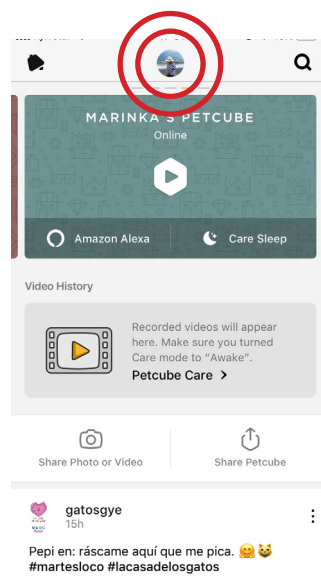 MARINKA'S PETCUBE
Online
Amazon Alexa
Care Sleep
Video History
Recorded videos will appear
here. Make sure you turned
Care mode to “Awake”.
Petcube Care
Share Photo or Video
Share Petcube
gatosgye
15h
Pepi en: ráscame aquí que me pica. 🤗😺
#martesloco #lacasadelosgatos